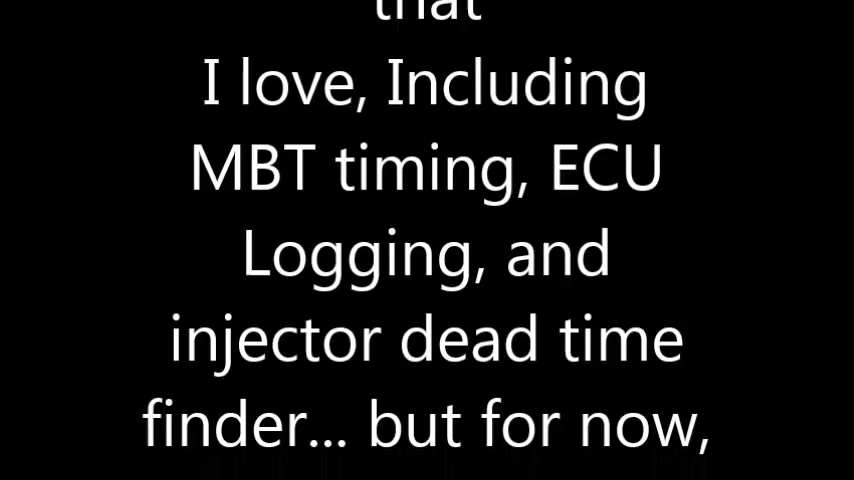 that
I love, Including
MBT timing, ECU
Logging, and
injector dead time
finder... but for now,